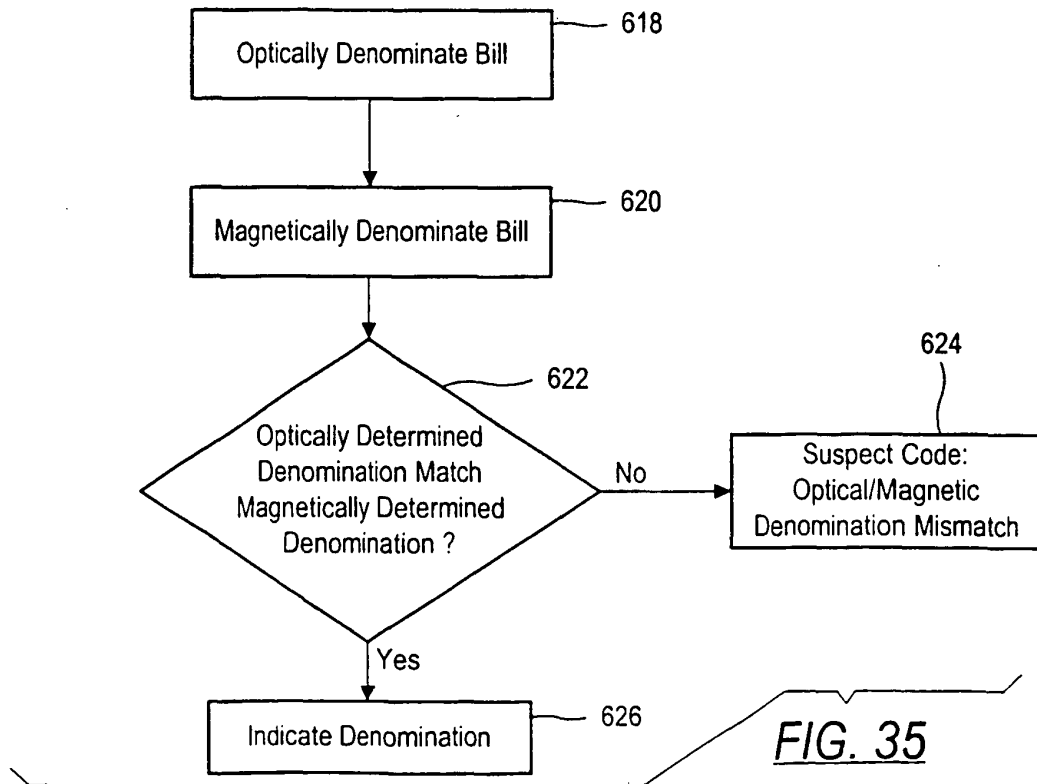 618
Optically Denominate Bill
620
Magnetically Denominate Bill
622
624
Optically Determined
Denomination Match
Magnetically Determined
Denomination ?
No
Suspect Code:
Optical/Magnetic
Denomination Mismatch
Yes
626
Indicate Denomination
FIG. 35